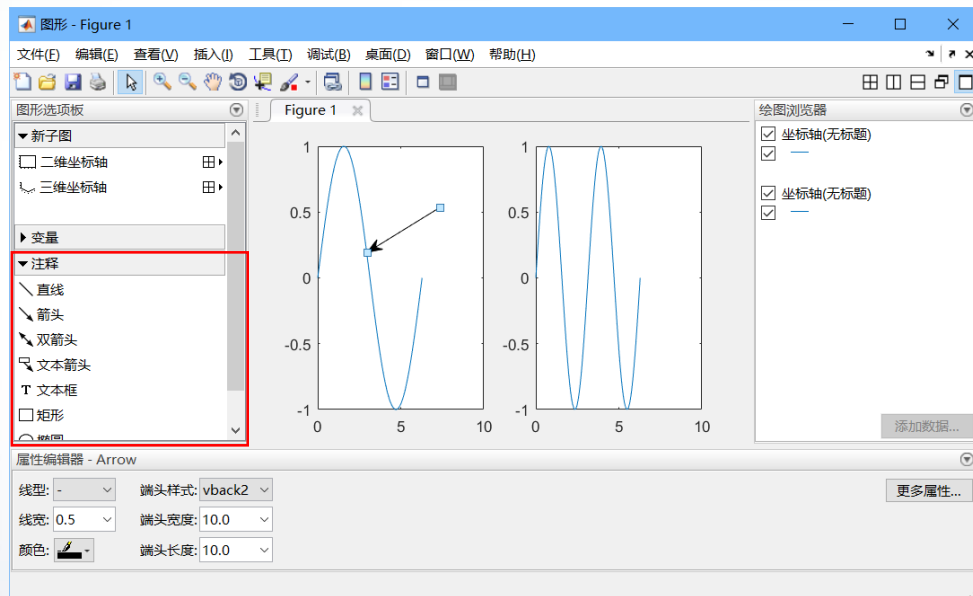 图形 - Figure 1
文件(F) 编辑(E) 查看(V) 插入(I) 工具(T) 调试(B) 桌面(D) 窗口(W) 帮助(H)
图形选项板
Figure 1
绘图浏览器
新子图
二维坐标轴
三维坐标轴
变量
注释
直线
箭头
双箭头
文本箭头
T 文本框
矩形
椭圆
1
0.5
0
-0.5
-1
0 5 10
1
0.5
0
-0.5
-1
0 5 10
坐标轴(无标题)
坐标轴(无标题)
添加数据...
属性编辑器 - Arrow
线型: - 端头样式: vback2 更多属性...
线宽: 0.5 端头宽度: 10.0
颜色: 端头长度: 10.0